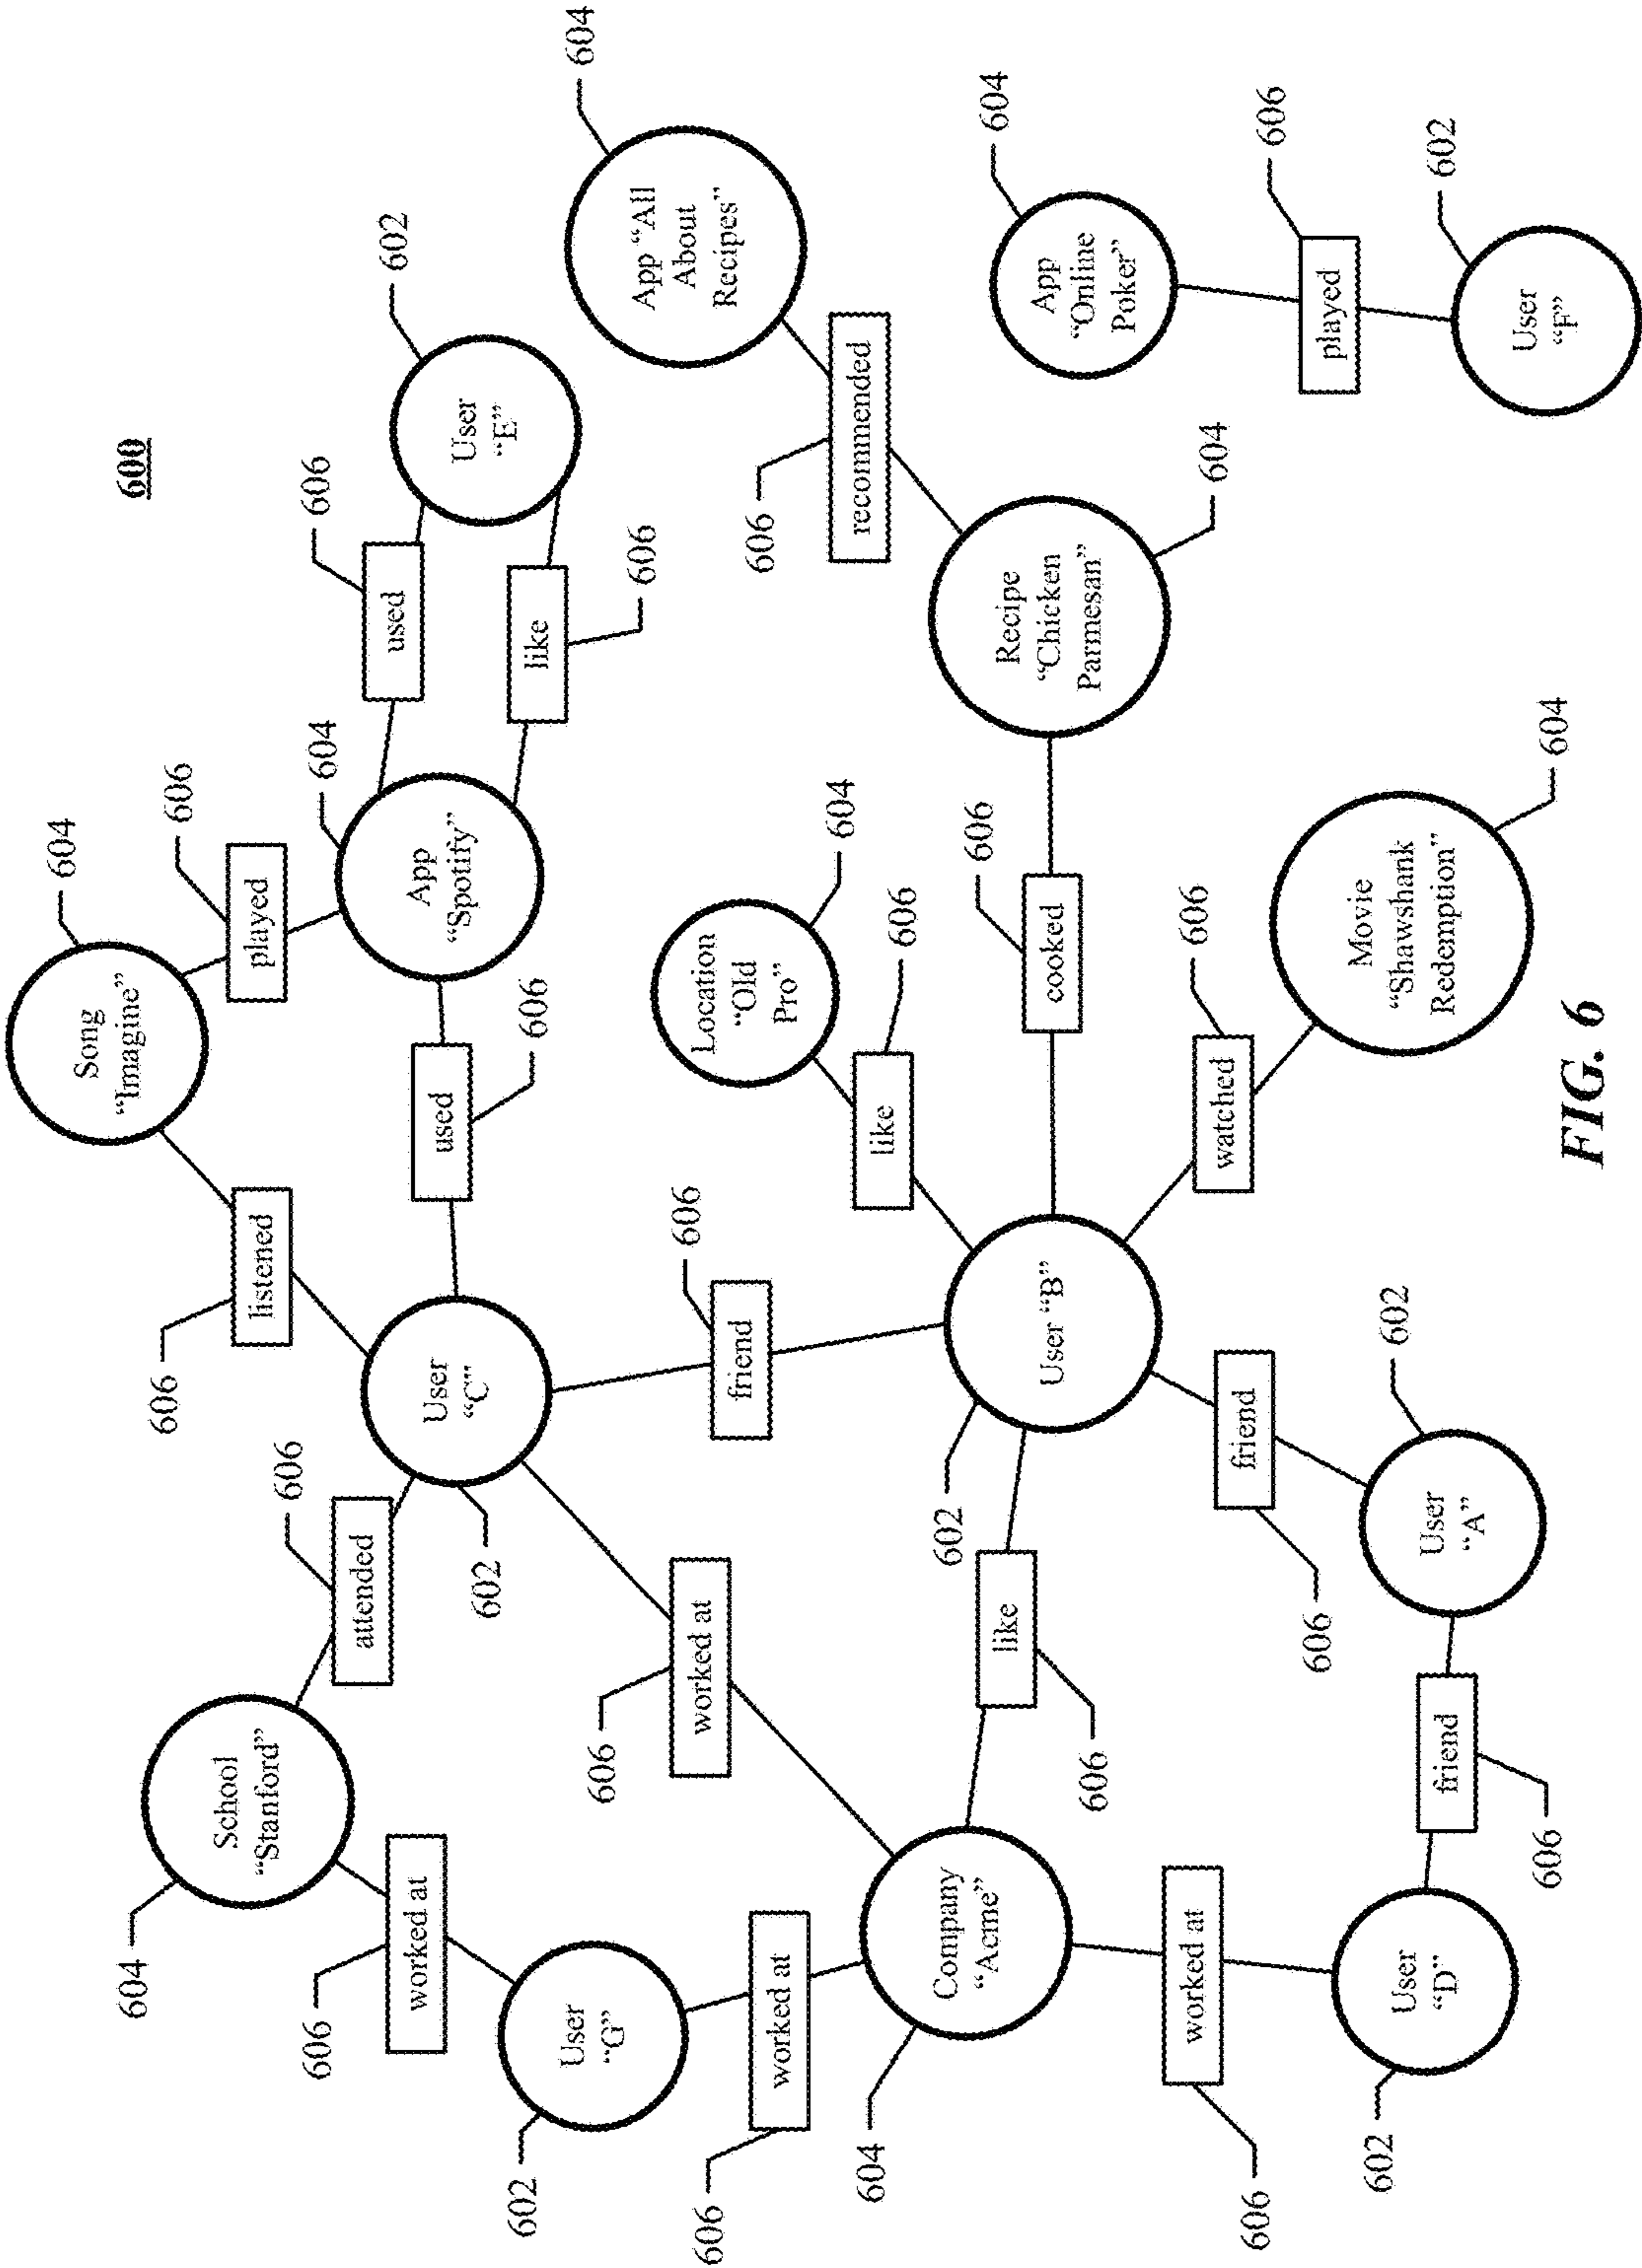 600
604
Song
“Imagine”
604
606
606
School
“Stanford”
606
listened
played
606
606
attended
606
604
worked at
used
602
User
“C”
used
App
“Spotify”
602
User
“E”
602
606
like
606
User
“G”
602
606
604
606
606
worked at
friend
Location
“Old
Pro”
App “All
About
Recipes”
606
worked at
606
604
recommended
604
like
606
Company
“Acme”
602
606
604
like
User “B”
cooked
Recipe
“Chicken
Parmesan”
App
“Online
Poker”
606
606
604
worked at
606
friend
watched
606
606
played
602
606
602
Movie
“Shawshank
Redemption”
User
“D”
friend
User
“A”
602
606
604
User
“F”
FIG. 6